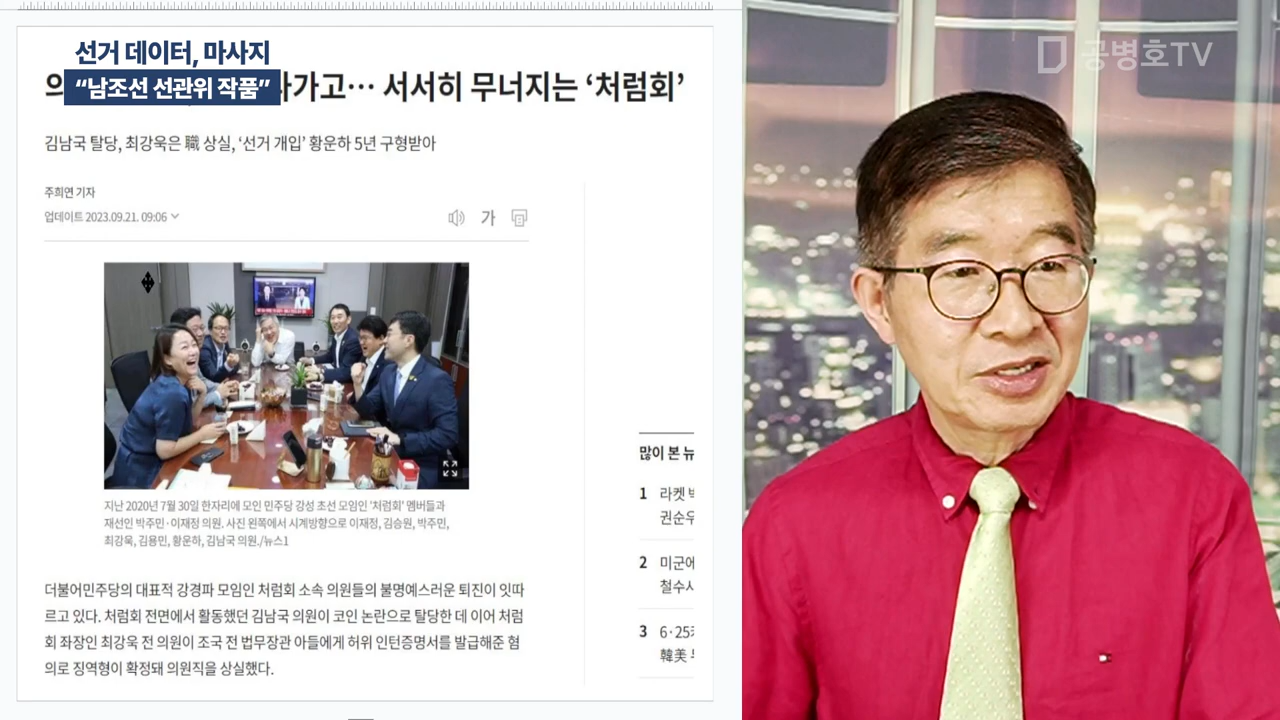 선거 데이터, 마사지
“남조선 선관위 작품”
공병호TV
의 가고… 서서히 무너지는 ‘처럼회’
김남국 탈당, 최강욱은 職 상실, ‘선거 개입’ 황운하 5년 구형받아
주희연 기자
업데이트 2023.09.21. 09:06
가
지난 2020년 7월 30일 한자리에 모인 민주당 강성 초선 모임인 '처럼회' 멤버들과
재선인 박주민·이재정 의원. 사진 왼쪽에서 시계방향으로 이재정, 김승원, 박주민,
최강욱, 김용민, 황운하, 김남국 의원./뉴스1
더불어민주당의 대표적 강경파 모임인 처럼회 소속 의원들의 불명예스러운 퇴진이 잇따
르고 있다. 처럼회 전면에서 활동했던 김남국 의원이 코인 논란으로 탈당한 데 이어 처럼
회 좌장인 최강욱 전 의원이 조국 전 법무장관 아들에게 허위 인턴증명서를 발급해준 혐
의로 징역형이 확정돼 의원직을 상실했다.
많이 본 뉴
1 라켓
권순우
2 미군에
철수시
3 6·25
韓美